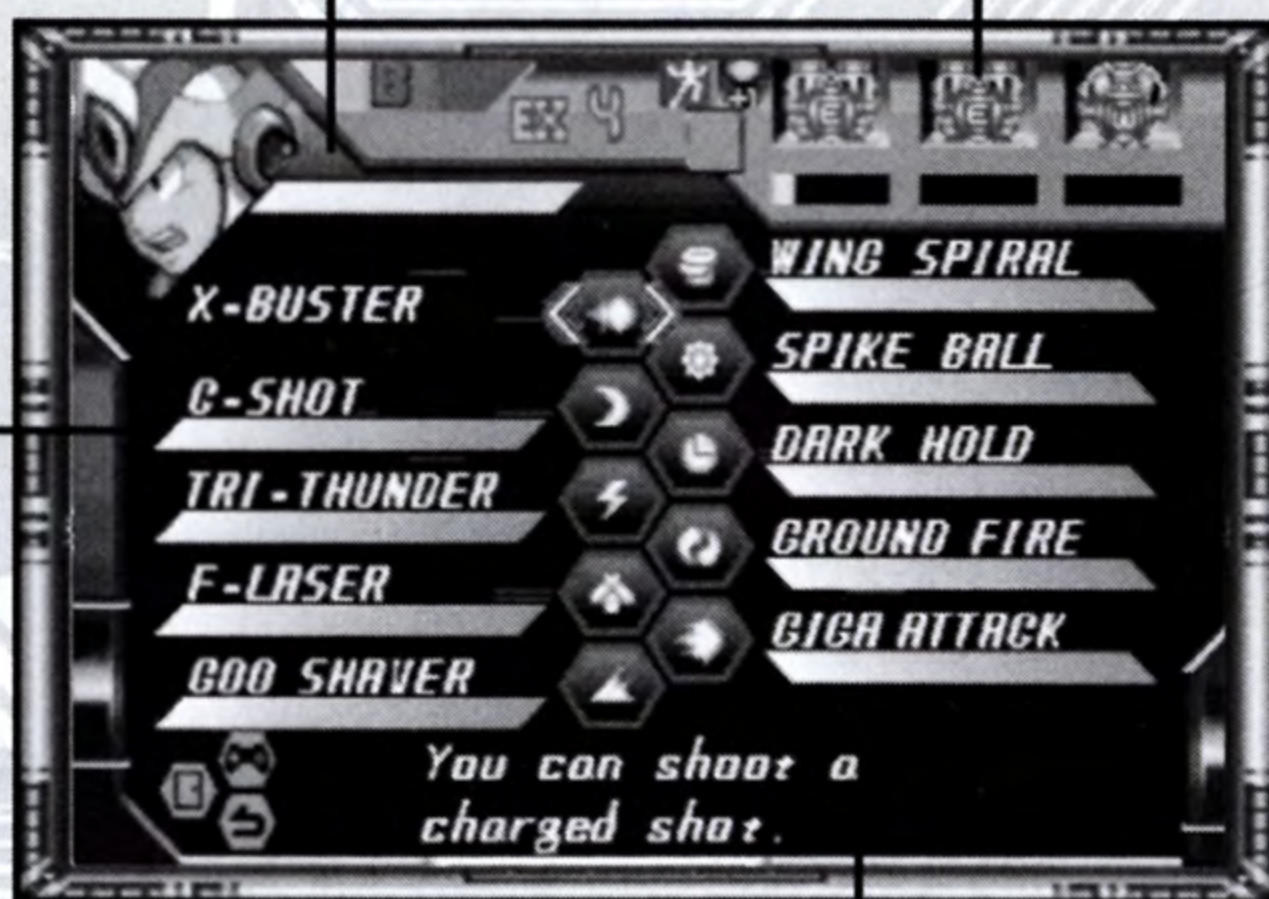 B
EX 4
+1
E E
X-BUSTER
C-SHOT
TRI-THUNDER
F-LASER
GOO SHAVER
WING SPIRAL
SPIKE BALL
DARK HOLD
GROUND FIRE
GIGA ATTACK
You can shoot a
charged shot.